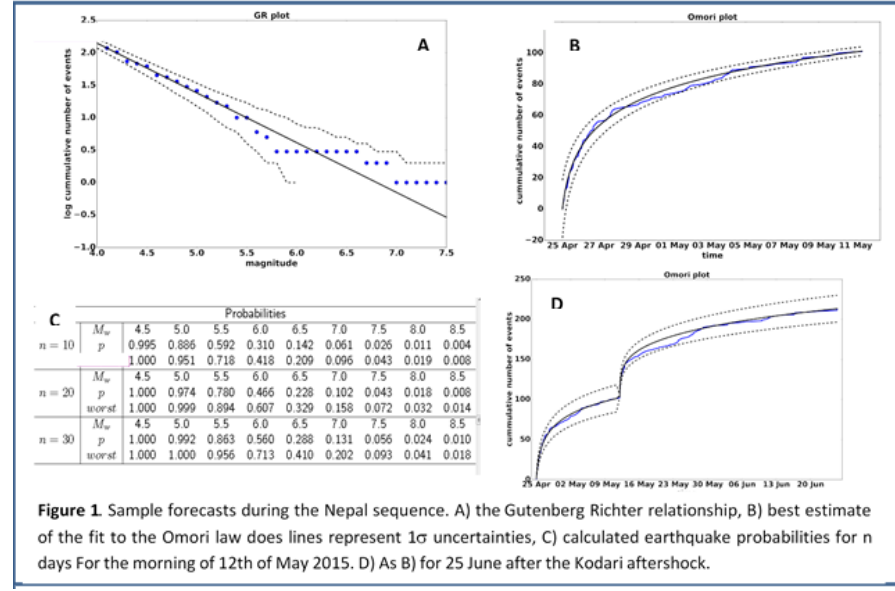 GR plot
A
log cummulative number of events
2.5
2.0
1.5
1.0
0.5
0.0
−0.5
−1.0
4.0 4.5 5.0 5.5 6.0 6.5 7.0 7.5
magnitude
Omori plot
B
cummulative number of events
100
80
60
40
20
0
−20
25 Apr 27 Apr 29 Apr 01 May 03 May 05 May 07 May 09 May 11 May
time
C
Probabilities
M_w 4.5 5.0 5.5 6.0 6.5 7.0 7.5 8.0 8.5
n = 10 p 0.995 0.886 0.592 0.310 0.142 0.061 0.026 0.011 0.004
1.000 0.951 0.718 0.418 0.209 0.096 0.043 0.019 0.008
M_w 4.5 5.0 5.5 6.0 6.5 7.0 7.5 8.0 8.5
n = 20 p 1.000 0.974 0.780 0.466 0.228 0.102 0.043 0.018 0.008
worst 1.000 0.999 0.894 0.607 0.329 0.158 0.072 0.032 0.014
M_w 4.5 5.0 5.5 6.0 6.5 7.0 7.5 8.0 8.5
n = 30 p 1.000 0.992 0.863 0.560 0.288 0.131 0.056 0.024 0.010
worst 1.000 1.000 0.956 0.713 0.410 0.202 0.093 0.041 0.018
Omori plot
D
cummulative number of events
250
200
150
100
50
0
25 Apr 02 May 09 May 16 May 23 May 30 May 06 Jun 13 Jun 20 Jun
Figure 1. Sample forecasts during the Nepal sequence. A) the Gutenberg Richter relationship, B) best estimate
of the fit to the Omori law does lines represent 1σ uncertainties, C) calculated earthquake probabilities for n
days For the morning of 12th of May 2015. D) As B) for 25 June after the Kodari aftershock.